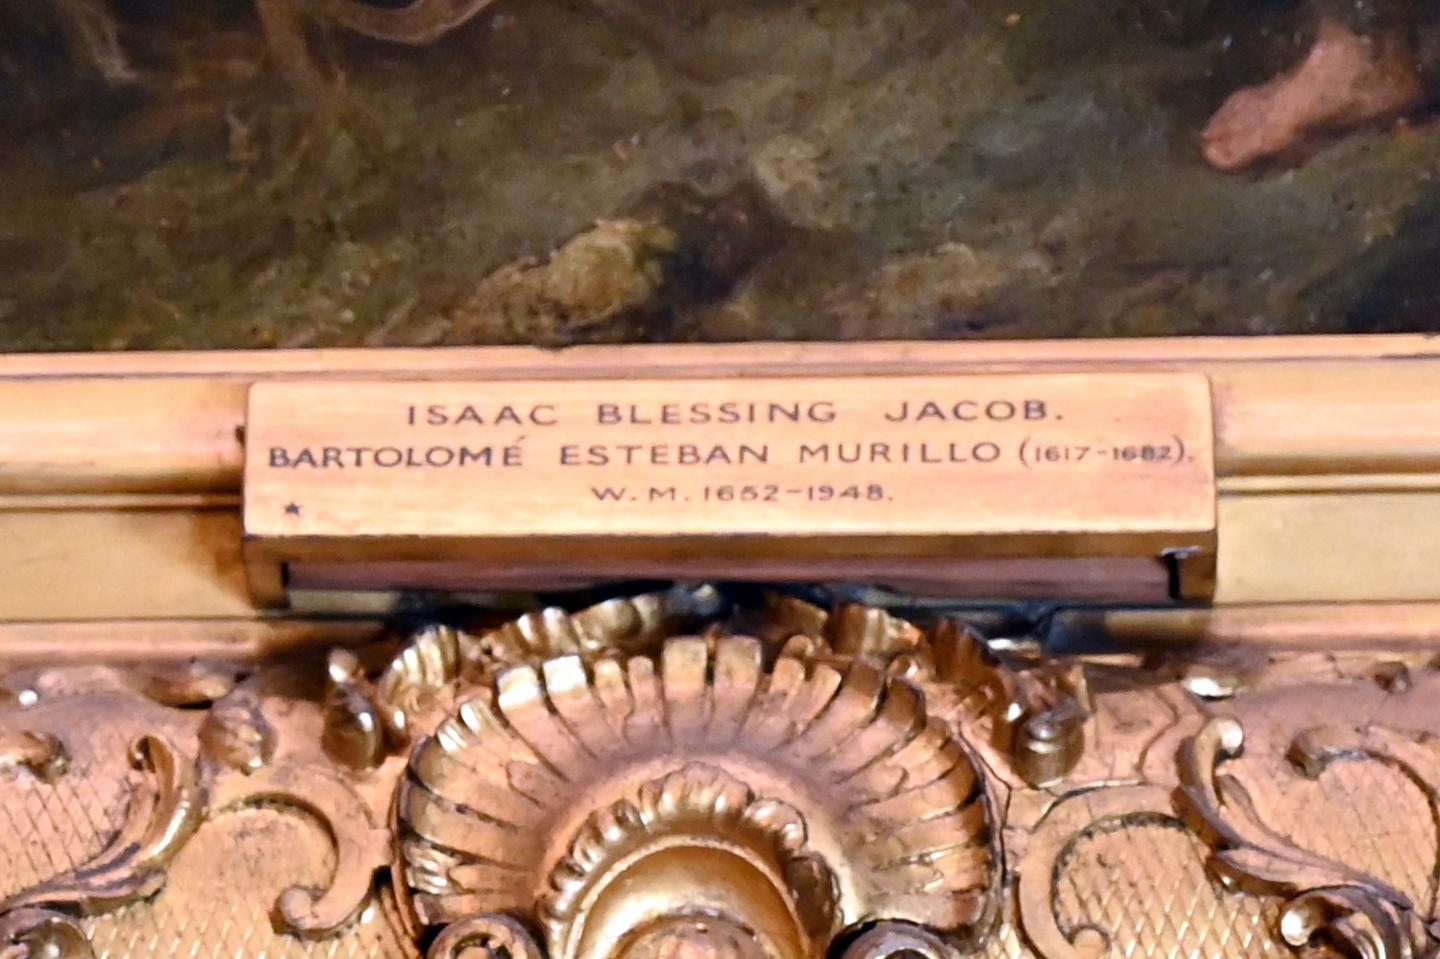 ISAAC BLESSING JACOB.
BARTOLOMÉ ESTEBAN MURILLO (1617-1682).
W. M. 1652-1948.